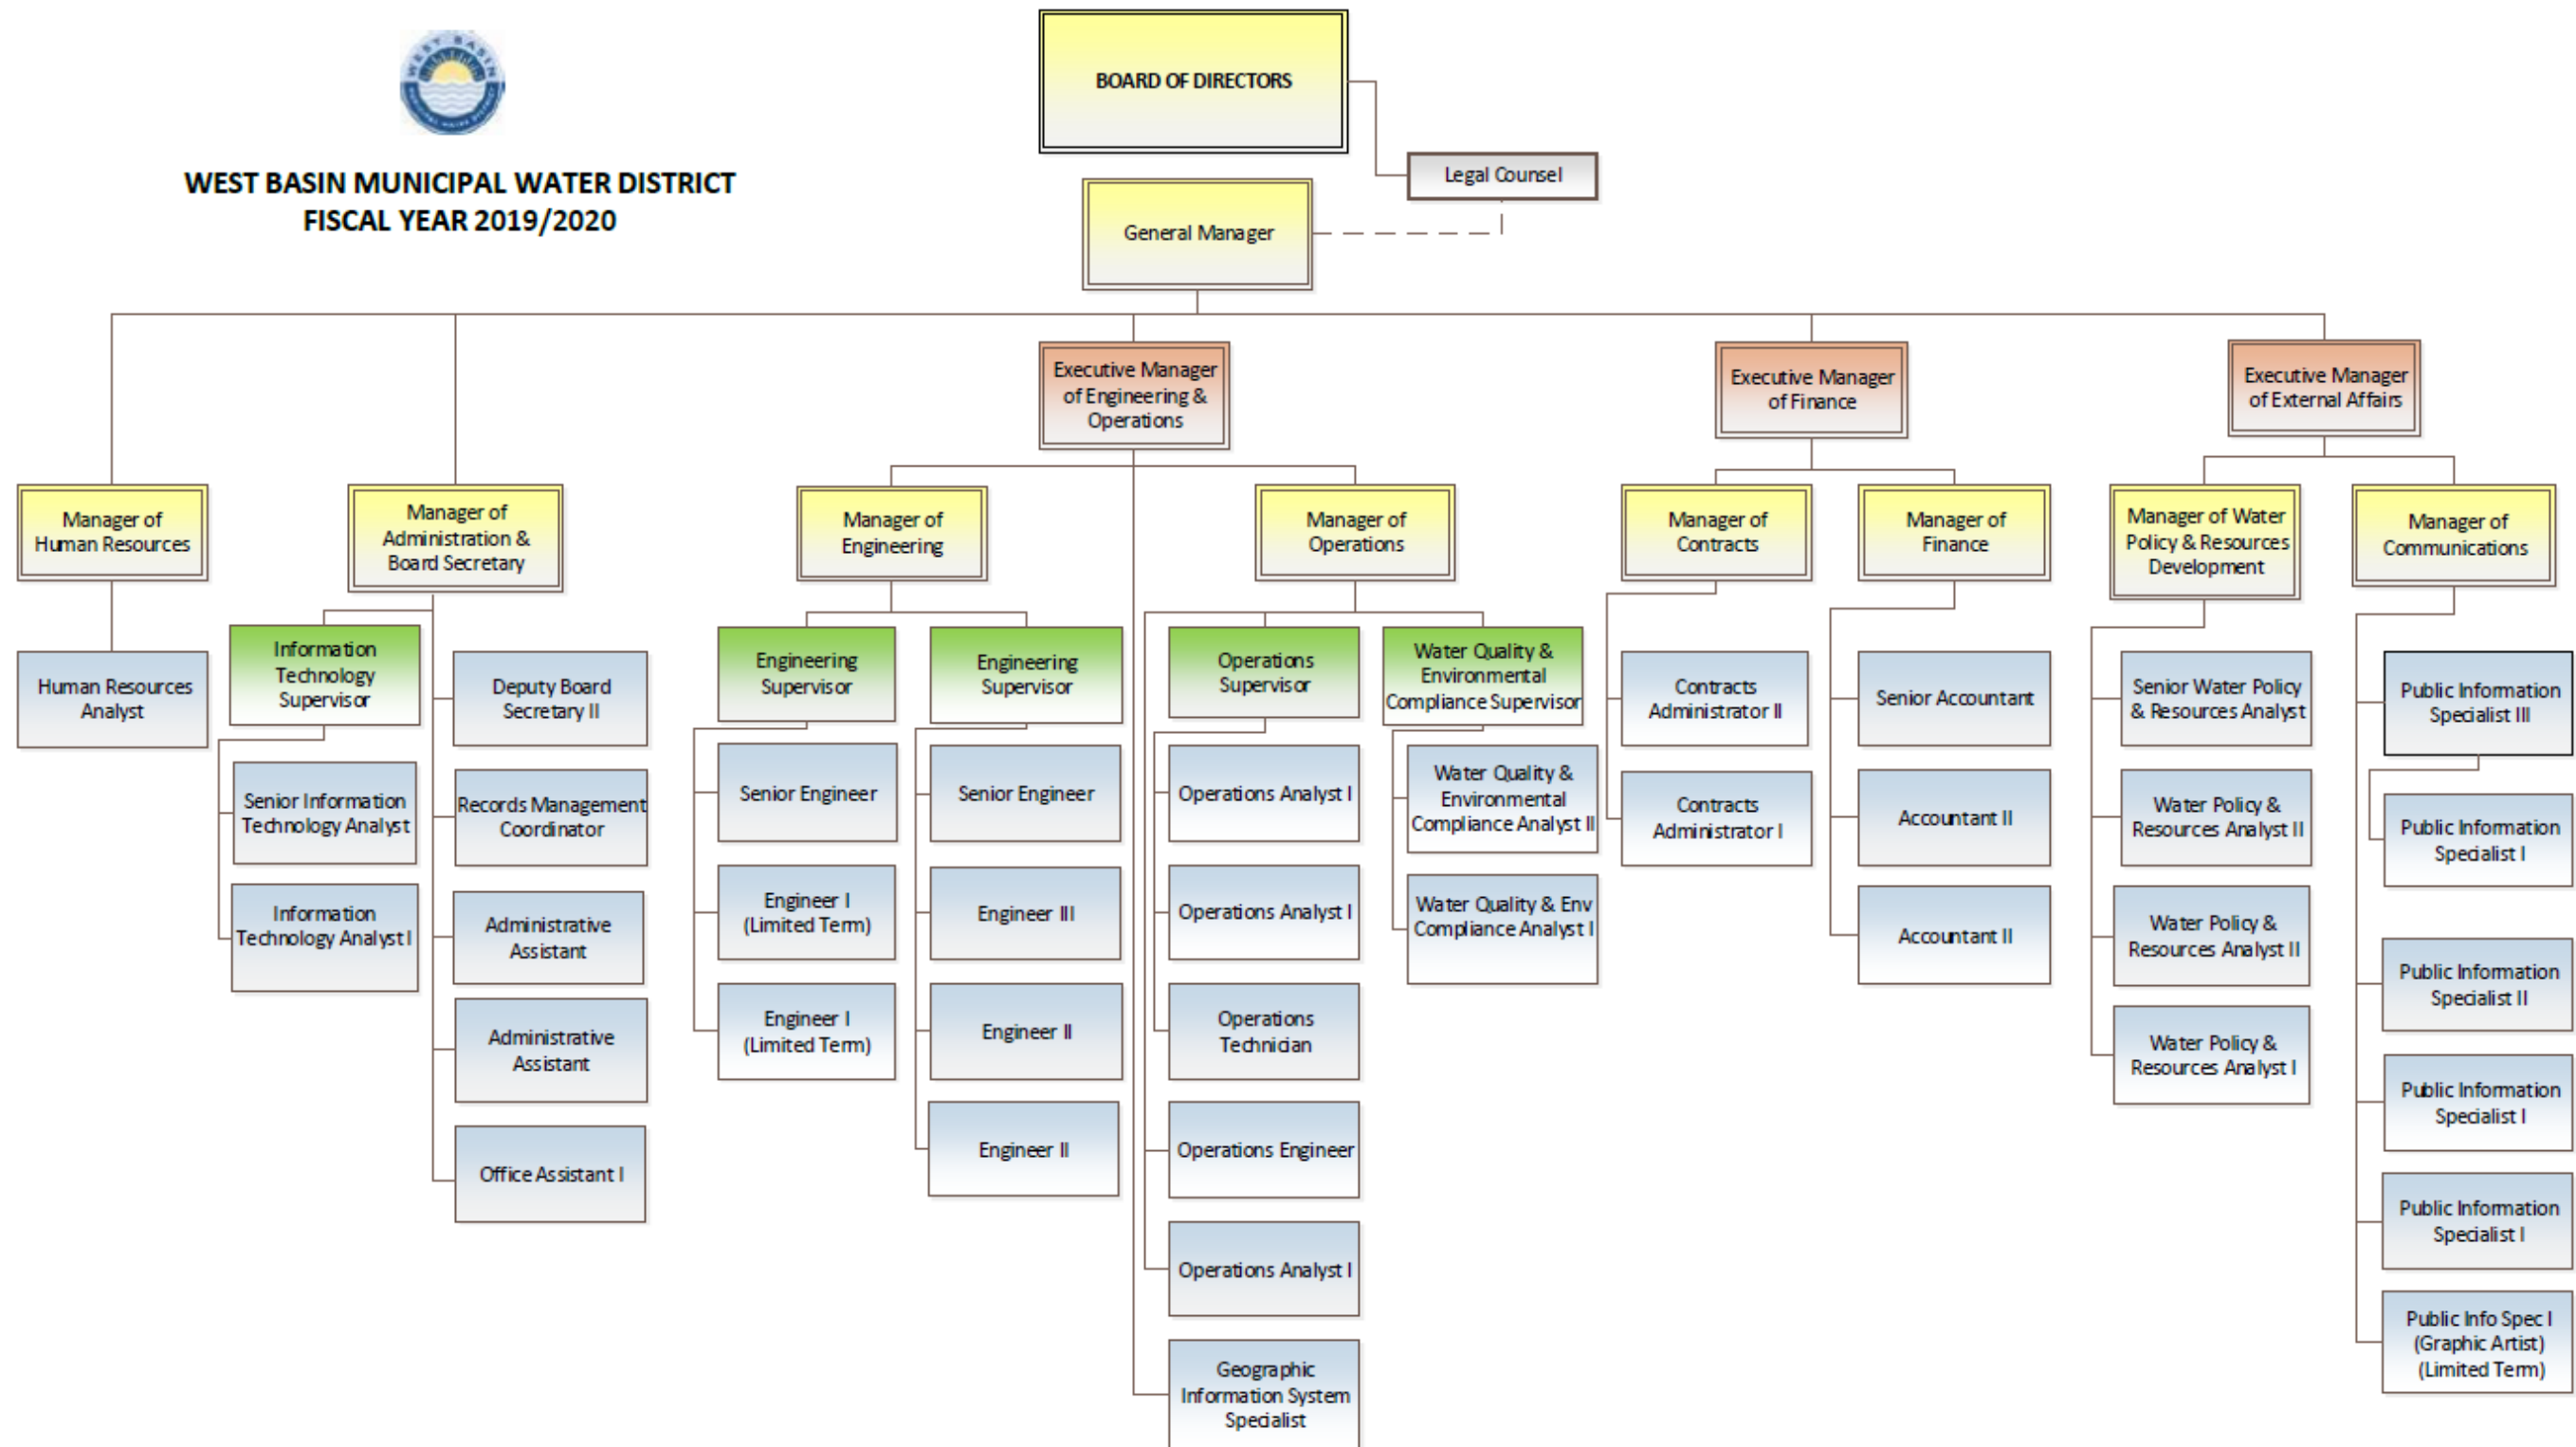 WEST BASIN
MUNICIPAL WATER DISTRICT
WEST BASIN MUNICIPAL WATER DISTRICT
FISCAL YEAR 2019/2020
BOARD OF DIRECTORS
Legal Counsel
General Manager
Executive Manager
of Engineering &
Operations
Executive Manager
of Finance
Executive Manager
of External Affairs
Manager of
Human Resources
Manager of
Administration &
Board Secretary
Manager of
Engineering
Manager of
Operations
Manager of
Contracts
Manager of
Finance
Manager of Water
Policy & Resources
Development
Manager of
Communications
Human Resources
Analyst
Information
Technology
Supervisor
Senior Information
Technology Analyst
Information
Technology Analyst I
Deputy Board
Secretary II
Records Management
Coordinator
Administrative
Assistant
Administrative
Assistant
Office Assistant I
Engineering
Supervisor
Senior Engineer
Engineer I
(Limited Term)
Engineer I
(Limited Term)
Engineering
Supervisor
Senior Engineer
Engineer III
Engineer II
Engineer II
Operations
Supervisor
Operations Analyst I
Operations Analyst I
Operations
Technician
Operations Engineer
Operations Analyst I
Geographic
Information System
Specialist
Water Quality &
Environmental
Compliance Supervisor
Water Quality &
Environmental
Compliance Analyst II
Water Quality & Env
Compliance Analyst I
Contracts
Administrator II
Contracts
Administrator I
Senior Accountant
Accountant II
Accountant II
Senior Water Policy
& Resources Analyst
Water Policy &
Resources Analyst II
Water Policy &
Resources Analyst II
Water Policy &
Resources Analyst I
Public Information
Specialist III
Public Information
Specialist I
Public Information
Specialist II
Public Information
Specialist I
Public Information
Specialist I
Public Info Spec I
(Graphic Artist)
(Limited Term)